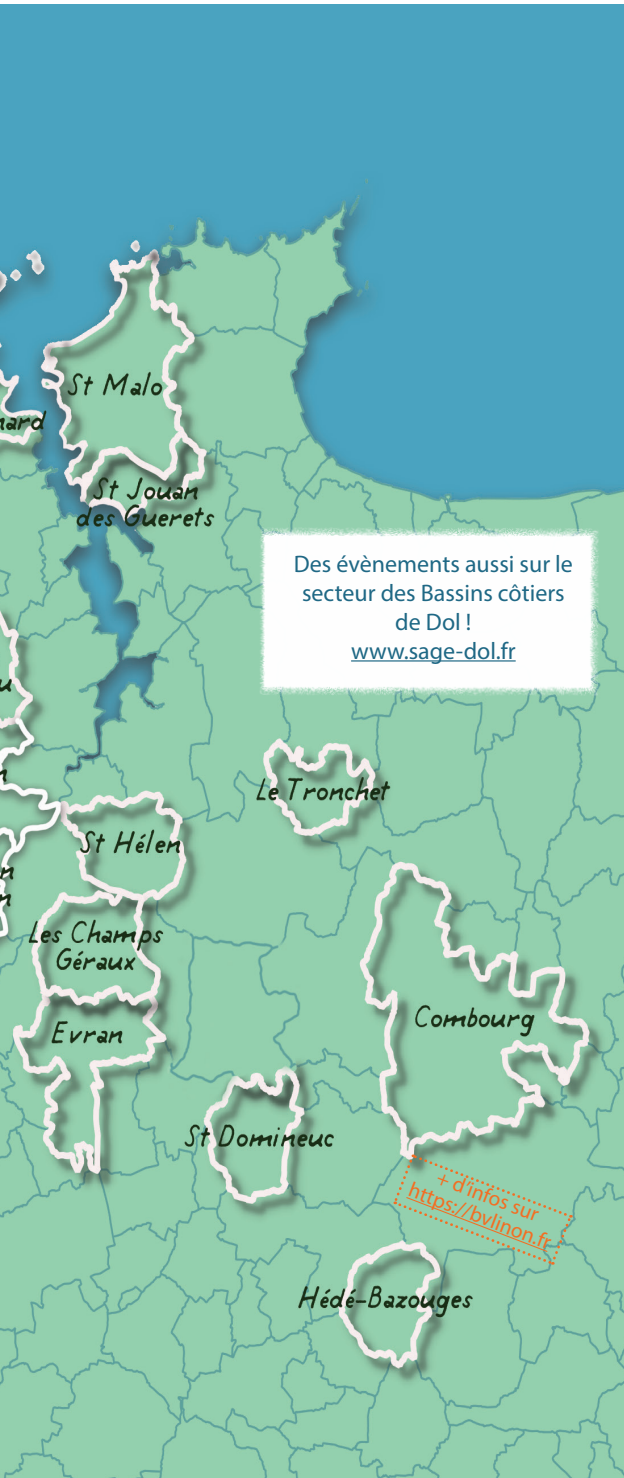 St Malo
nard
St Jouan
des Guerets
Des évènements aussi sur le
secteur des Bassins côtiers
de Dol !
www.sage-dol.fr
u
n
Le Tronchet
St Hélen
n
n
Les Champs
Géraux
Combourg
Evran
St Domineuc
+ d'infos sur
https://bvlinon.fr
Hédé-Bazouges